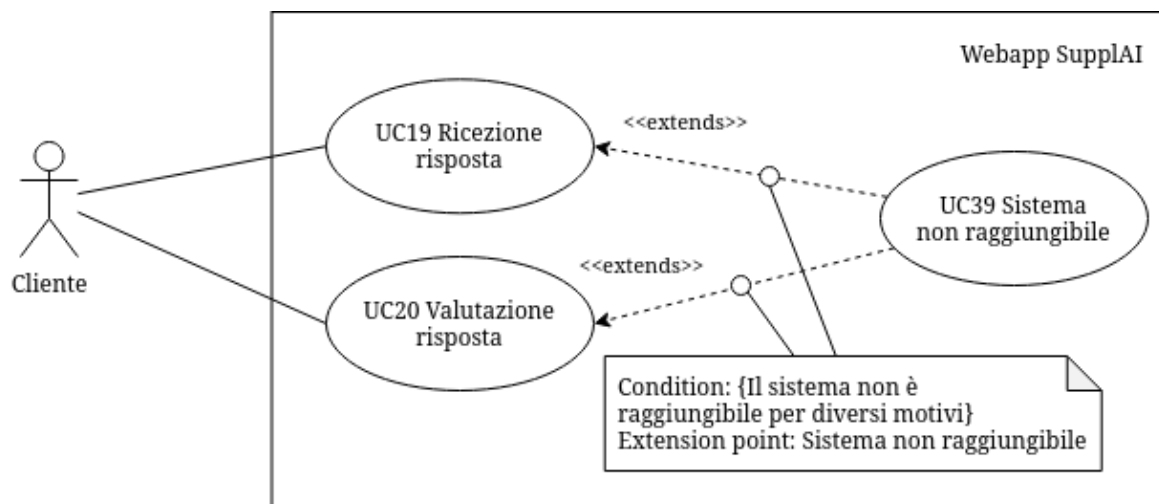 Webapp SupplAI
UC19 Ricezione
risposta
<<extends>>
UC39 Sistema
non raggiungibile
Cliente
<<extends>>
UC20 Valutazione
risposta
Condition: {Il sistema non è
raggiungibile per diversi motivi}
Extension point: Sistema non raggiungibile